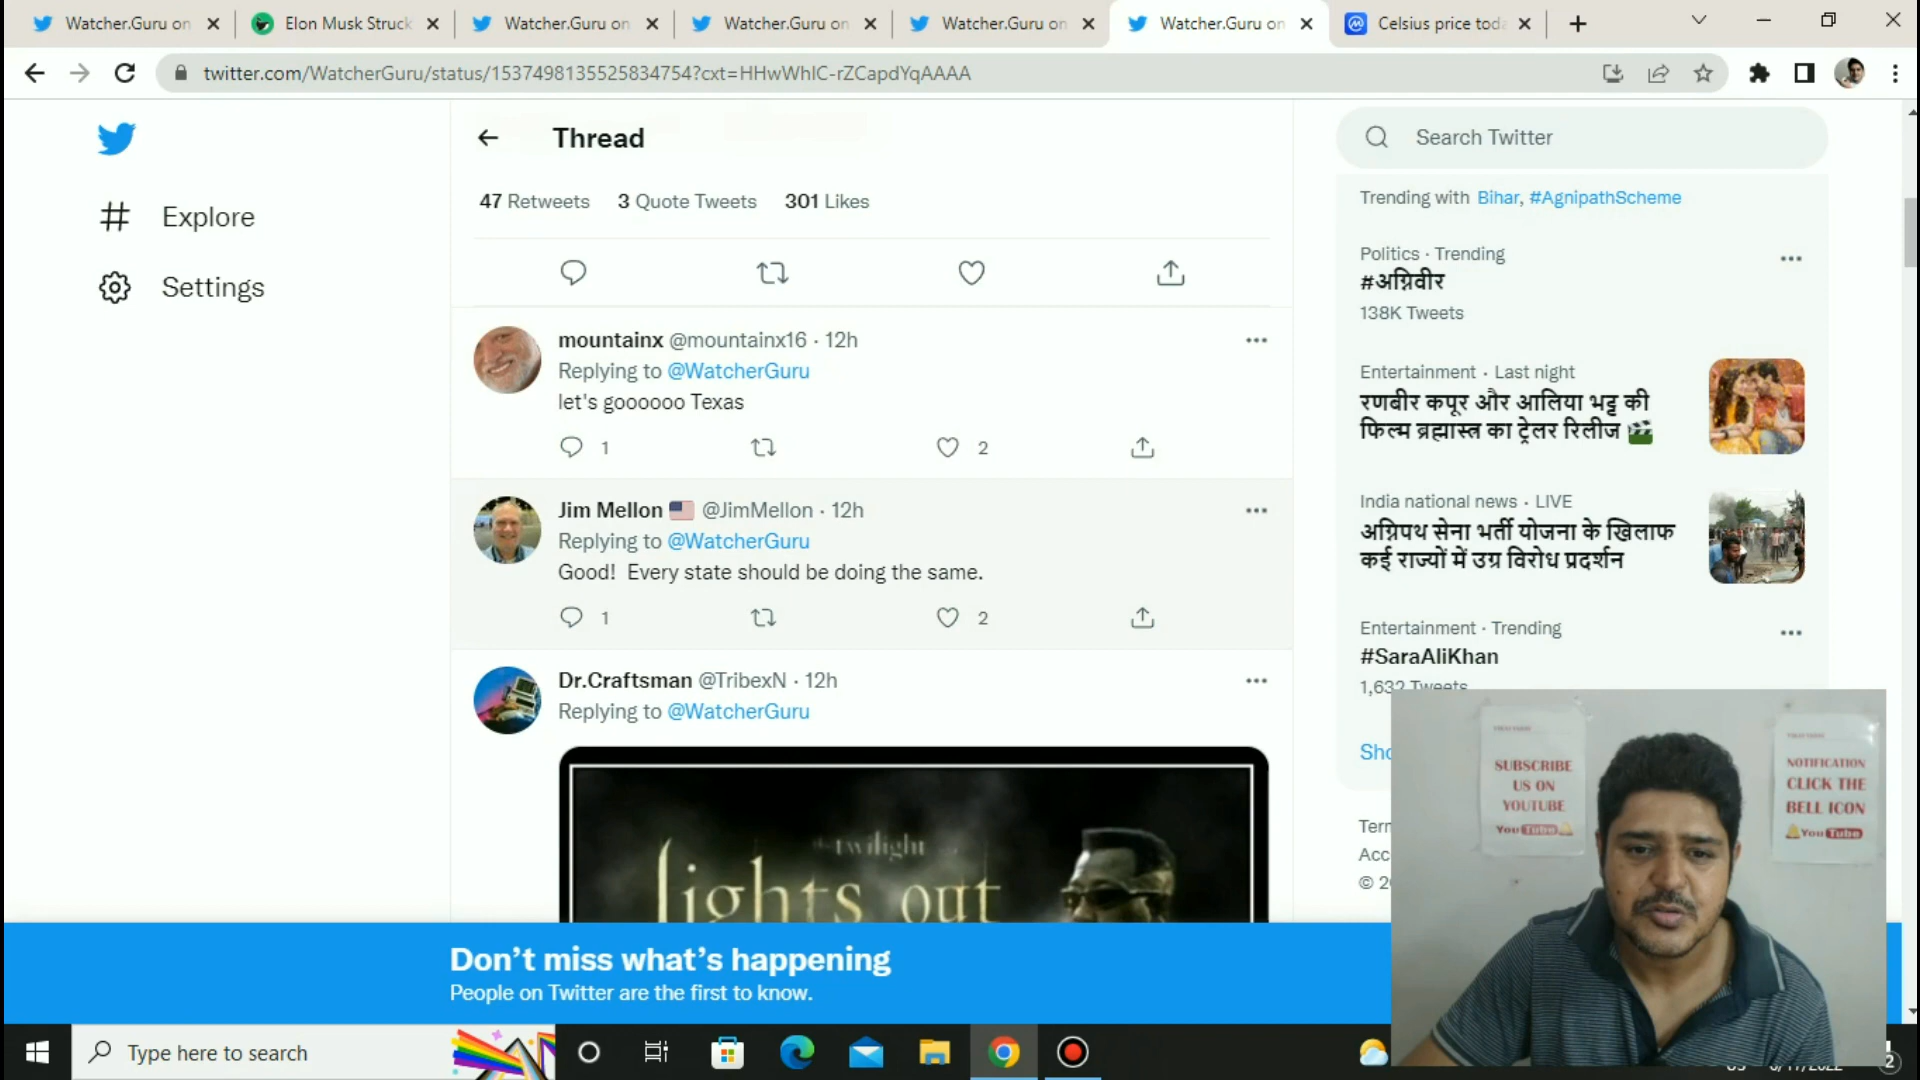 Watcher.Guru on
Elon Musk Struck
Watcher.Guru on
Watcher.Guru on
Watcher.Guru on
Watcher.Guru on
Celsius price toda
twitter.com/WatcherGuru/status/1537498135525834754?cxt=HHwWhIC-rZCapdYqAAAA
Explore
Settings
Thread
47 Retweets 3 Quote Tweets 301 Likes
mountainx @mountainx16 · 12h
Replying to @WatcherGuru
let's goooooo Texas
1 2
Jim Mellon @JimMellon · 12h
Replying to @WatcherGuru
Good! Every state should be doing the same.
1 2
Dr.Craftsman @TribexN · 12h
Replying to @WatcherGuru
twilight
lights out
Search Twitter
Trending with Bihar, #AgnipathScheme
Politics · Trending
#अग्निवीर
138K Tweets
Entertainment · Last night
रणबीर कपूर और आलिया भट्ट की
फिल्म ब्रह्मास्त्र का ट्रेलर रिलीज
India national news · LIVE
अग्निपथ सेना भर्ती योजना के खिलाफ
कई राज्यों में उग्र विरोध प्रदर्शन
Entertainment · Trending
#SaraAliKhan
1,632 Tweets
SUBSCRIBE
US ON
YOUTUBE
YouTube
NOTIFICATION
CLICK THE
BELL ICON
YouTube
Don't miss what's happening
People on Twitter are the first to know.
Type here to search
2